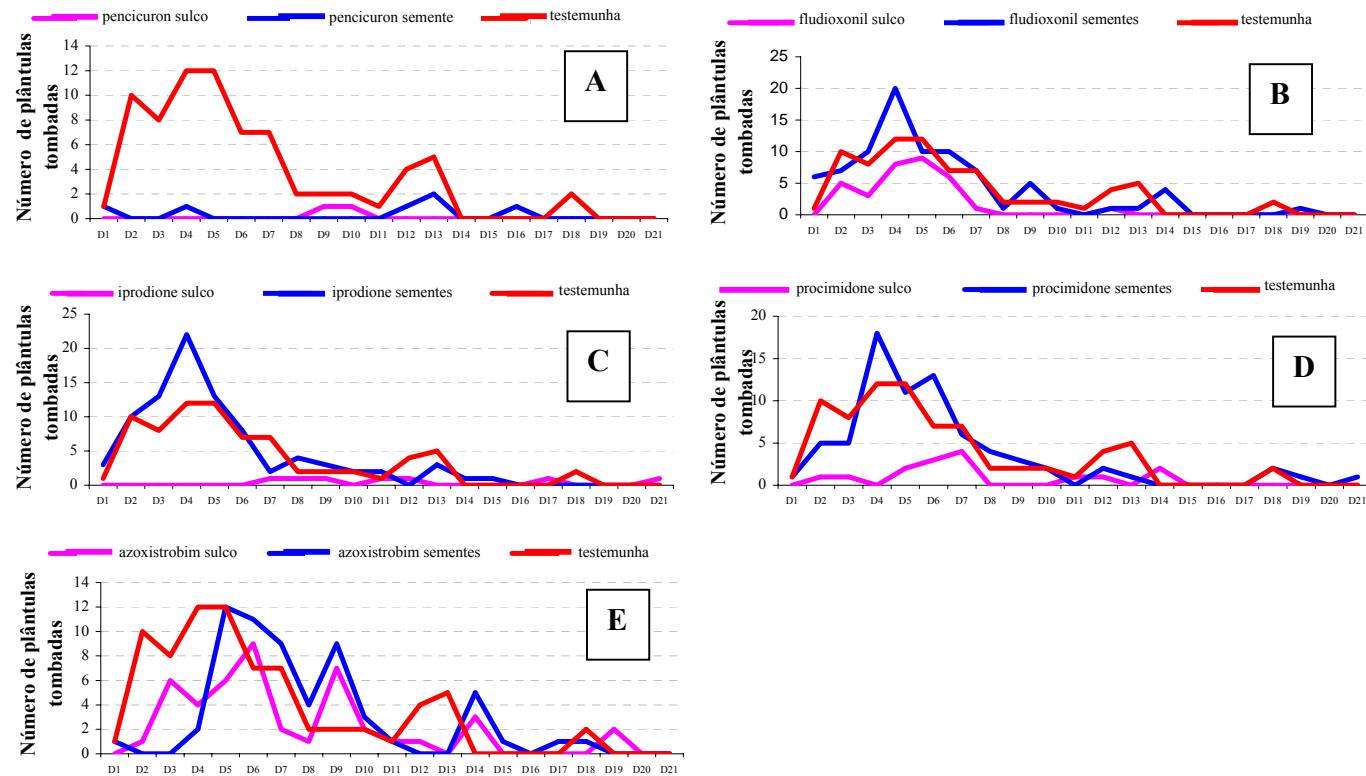 pencicuron sulco pencicuron semente testemunha
Número de plântulas
tombadas
14
12
10
8
6
4
2
0
A
D1 D2 D3 D4 D5 D6 D7 D8 D9 D10 D11 D12 D13 D14 D15 D16 D17 D18 D19 D20 D21
fludioxonil sulco fludioxonil sementes testemunha
Número de plântulas
tombadas
25
20
15
10
5
0
B
D1 D2 D3 D4 D5 D6 D7 D8 D9 D10 D11 D12 D13 D14 D15 D16 D17 D18 D19 D20 D21
iprodione sulco iprodione sementes testemunha
Número de plântulas
tombadas
25
20
15
10
5
0
C
D1 D2 D3 D4 D5 D6 D7 D8 D9 D10 D11 D12 D13 D14 D15 D16 D17 D18 D19 D20 D21
procimidone sulco procimidone sementes testemunha
Número de plântulas
tombadas
20
15
10
5
0
D
D1 D2 D3 D4 D5 D6 D7 D8 D9 D10 D11 D12 D13 D14 D15 D16 D17 D18 D19 D20 D21
azoxistrobim sulco azoxistrobim sementes testemunha
Número de plântulas
tombadas
14
12
10
8
6
4
2
0
E
D1 D2 D3 D4 D5 D6 D7 D8 D9 D10 D11 D12 D13 D14 D15 D16 D17 D18 D19 D20 D21